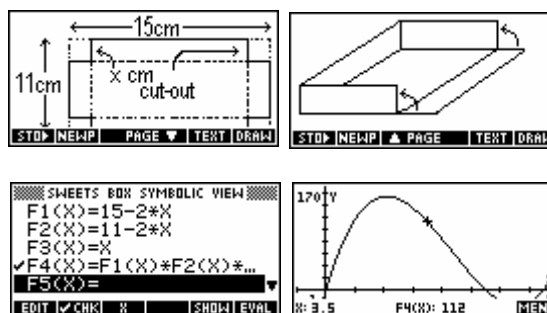 15cm
11cm
x cm
cut-out
STO▶ NEWP PAGE ▼ TEXT DRAW
STO▶ NEWP ▲ PAGE TEXT DRAW
SWEETS BOX SYMBOLIC VIEW
F1(X)=15-2*X
F2(X)=11-2*X
F3(X)=X
✓F4(X)=F1(X)*F2(X)*…
F5(X)=
EDIT ✓CHK X SHOW EVAL
170 Y
X: 3.5 F4(X): 112 MEN